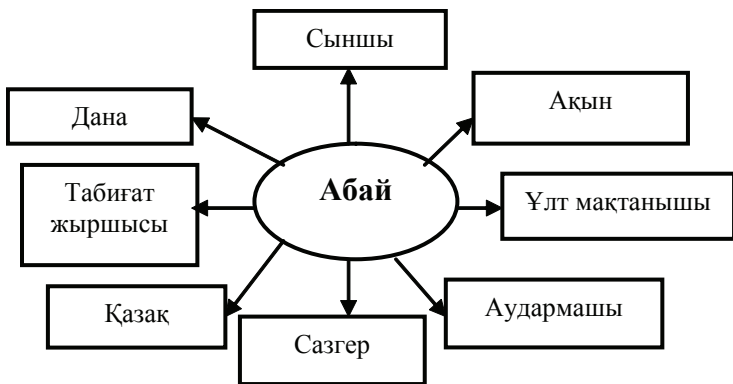 Сыншы
Дана
Ақын
Абай
Табиғат
жыршысы
Ұлт мақтанышы
Қазақ
Сазгер
Аудармашы